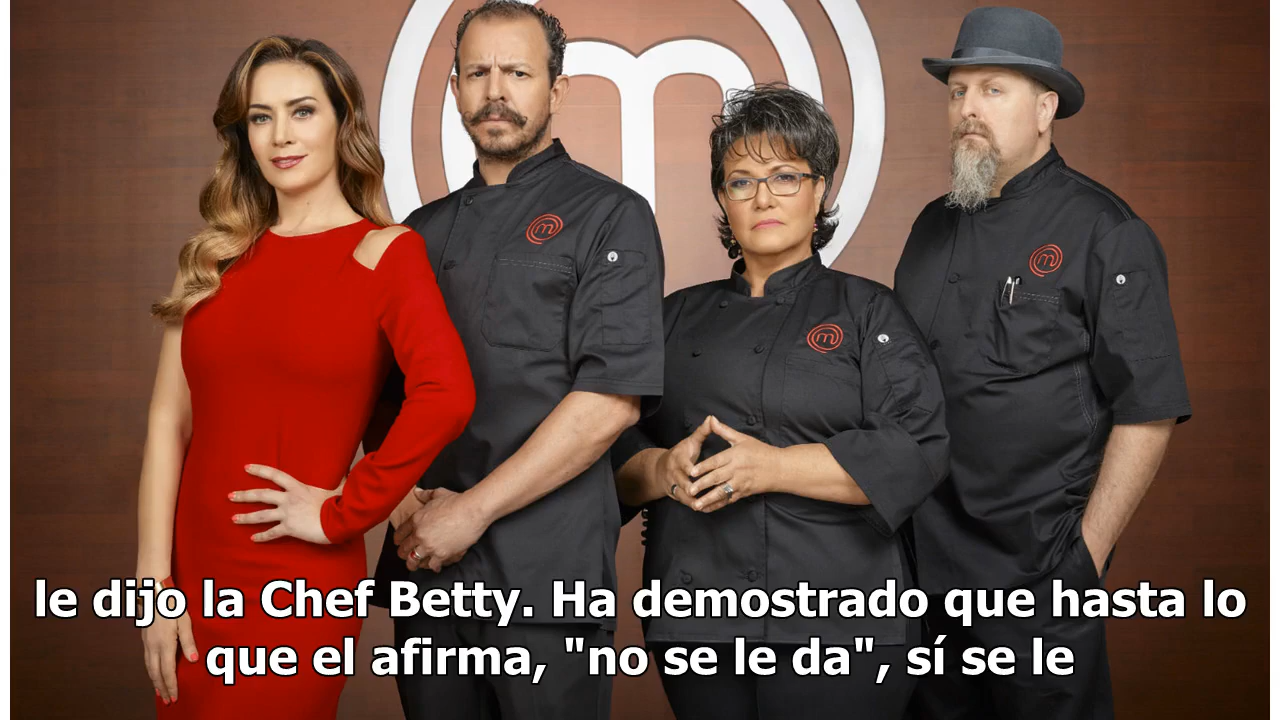 le dijo la Chef Betty. Ha demostrado que hasta lo
que el afirma, "no se le da", sí se le